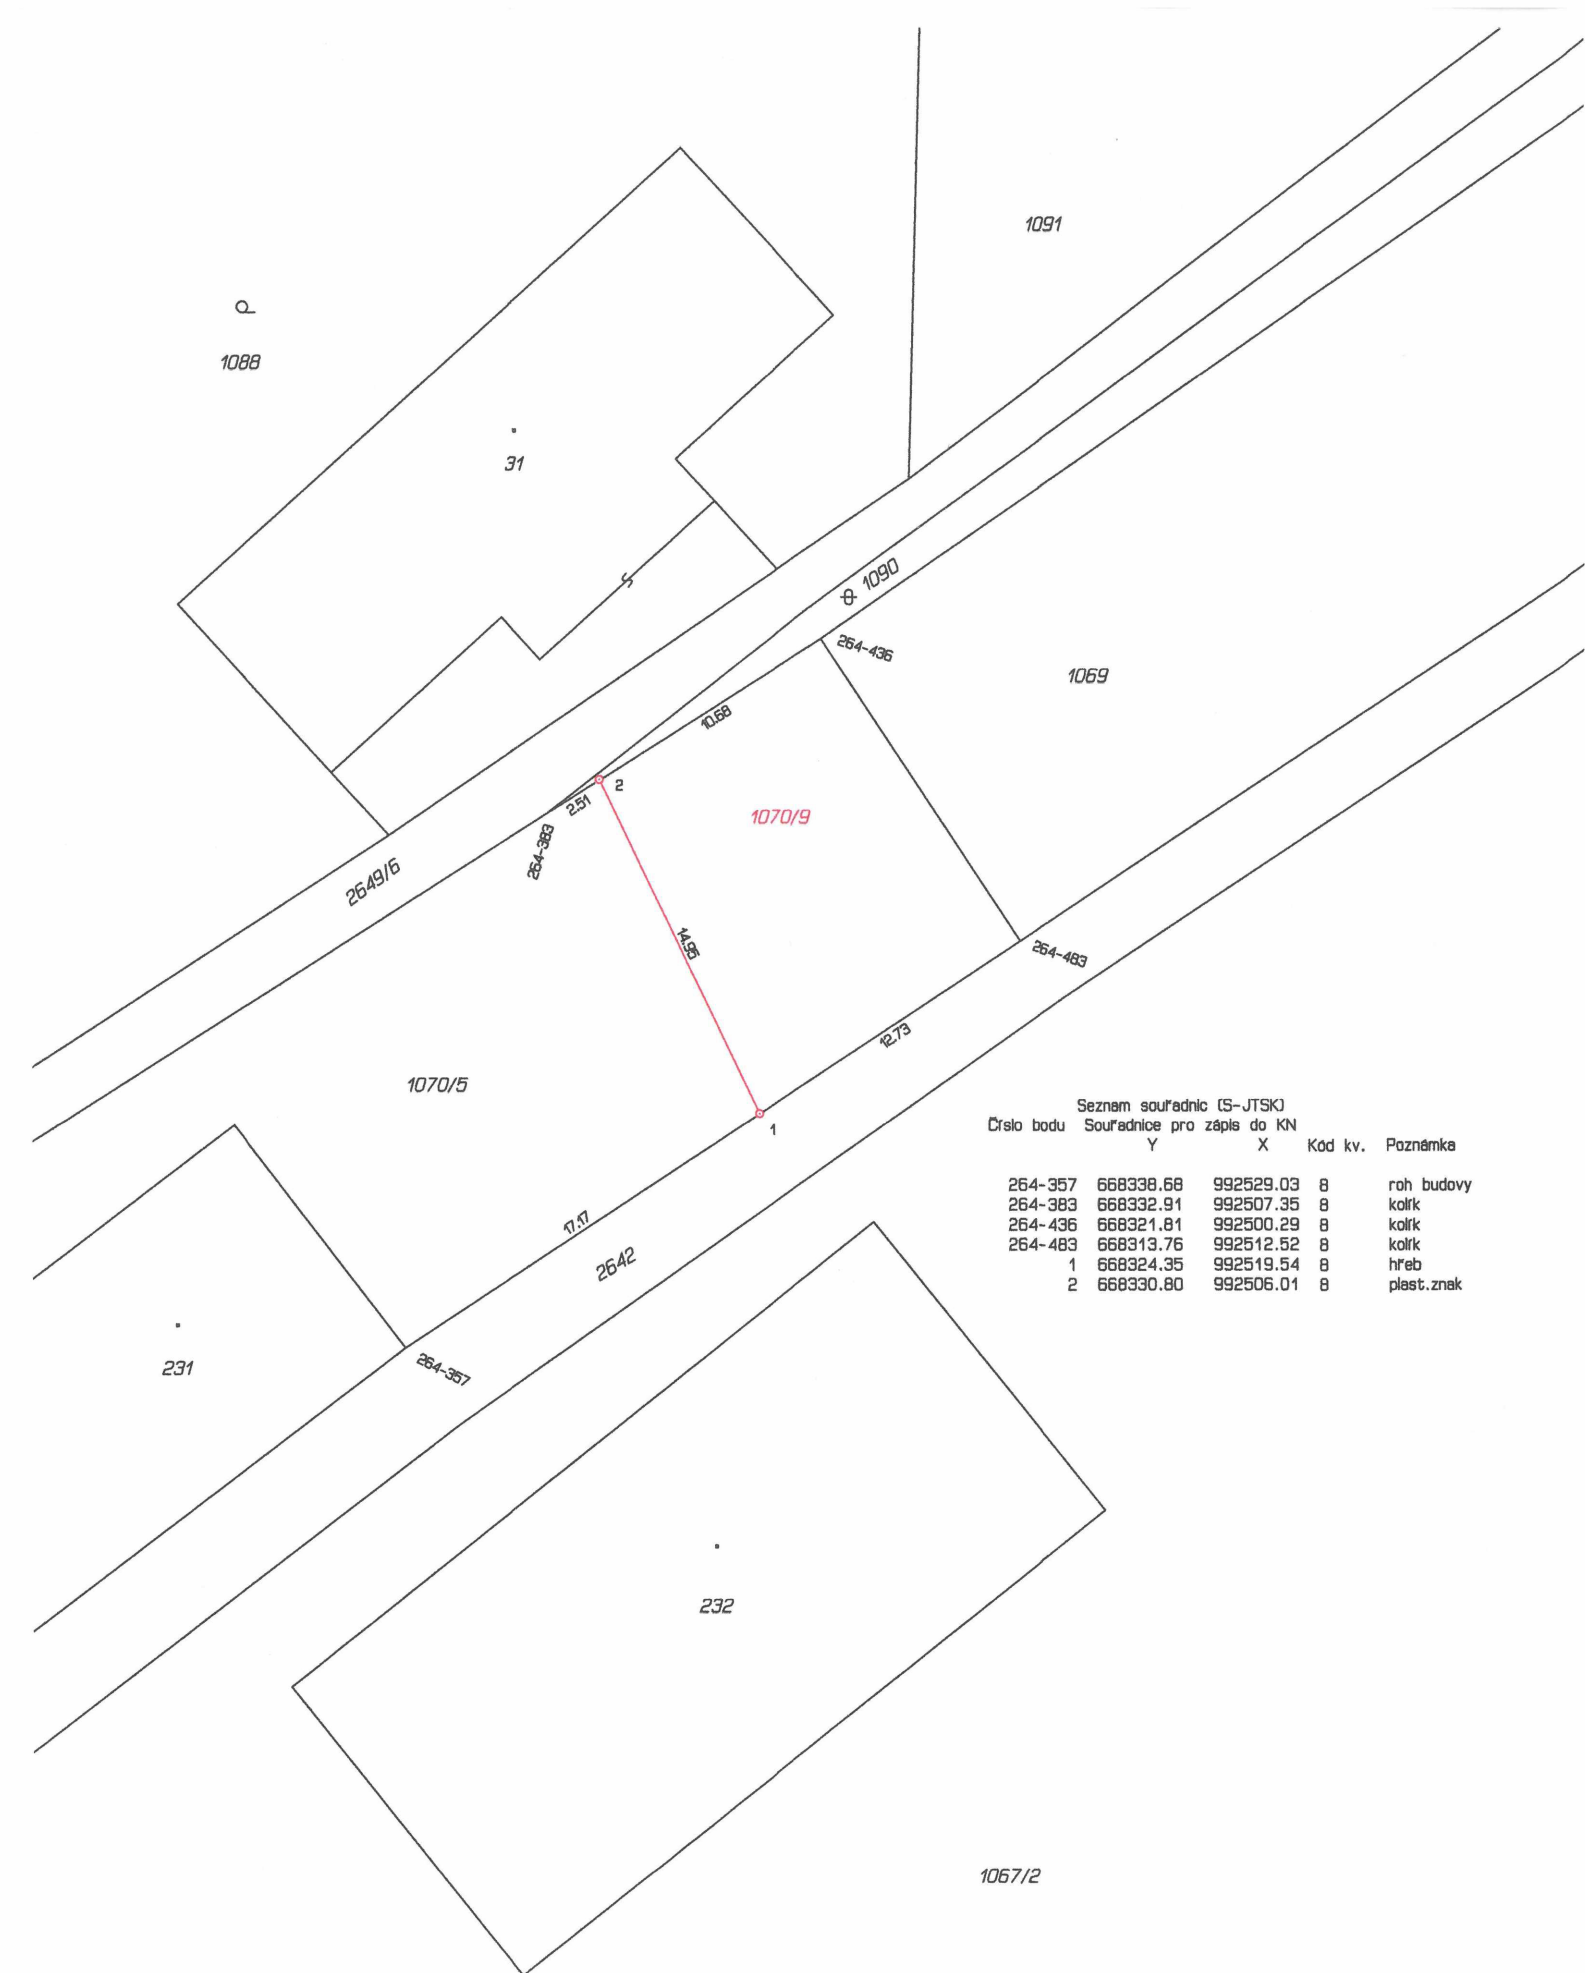 1091
1088
31
1090
264-436
1069
10.68
2
1070/9
2.51
264-383
2649/6
14.95
264-483
12.73
1070/5
1
Seznam souřadnic (S-JTSK)
Číslo bodu Souřadnice pro zápis do KN
Y X Kód kv. Poznámka
264-357 668338.68 992529.03 8 roh budovy
264-383 668332.91 992507.35 8 kolík
264-436 668321.81 992500.29 8 kolík
264-483 668313.76 992512.52 8 kolík
1 668324.35 992519.54 8 hřeb
2 668330.80 992506.01 8 plast.znak
17.17
2642
231
264-357
232
1067/2